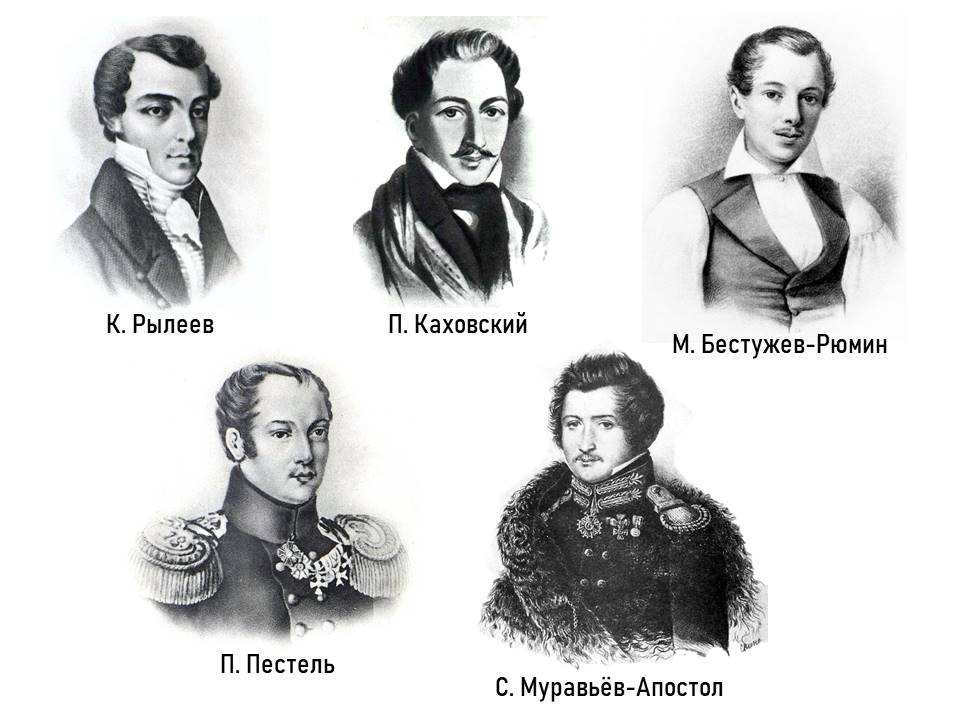 К. Рылеев
П. Каховский
М. Бестужев-Рюмин
П. Пестель
С. Муравьёв-Апостол